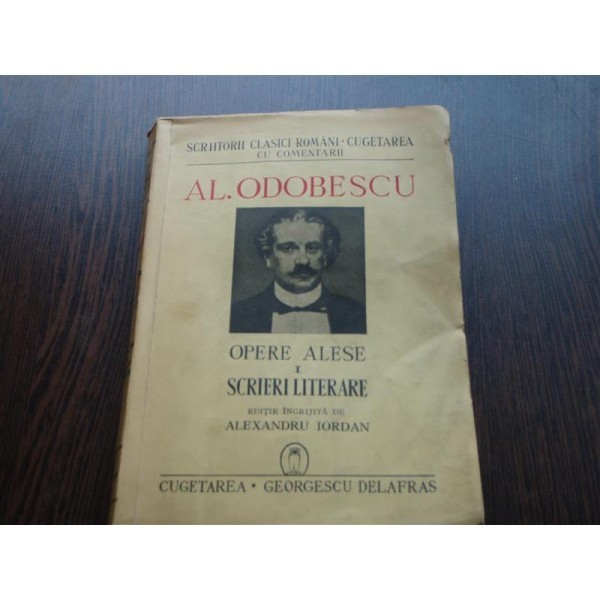 SCRIITORII CLASICI ROMÂNI · CUGETAREA
CU COMENTARII
AL. ODOBESCU
OPERE ALESE
I
SCRIERI LITERARE
EDIȚIE ÎNGRIJITĂ DE
ALEXANDRU IORDAN
CUGETAREA · GEORGESCU DELAFRAS